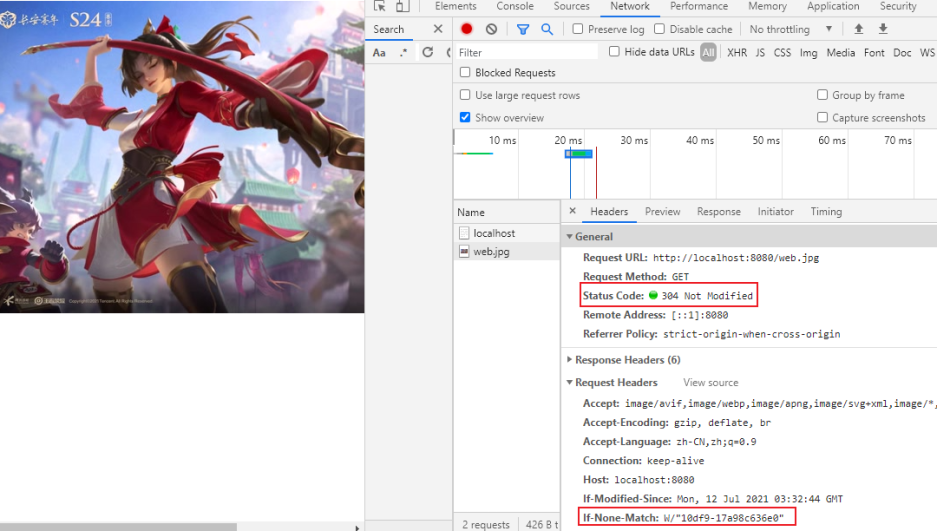 长安赛年 S24
Elements Console Sources Network Performance Memory Application Security
Search
Preserve log Disable cache No throttling
Aa .*
Filter Hide data URLs All XHR JS CSS Img Media Font Doc WS
Blocked Requests
Use large request rows Group by frame
Show overview Capture screenshots
10 ms 20 ms 30 ms 40 ms 50 ms 60 ms 70 ms
Name Headers Preview Response Initiator Timing
localhost
web.jpg
General
Request URL: http://localhost:8080/web.jpg
Request Method: GET
Status Code: 304 Not Modified
Remote Address: [::1]:8080
Referrer Policy: strict-origin-when-cross-origin
Response Headers (6)
Request Headers View source
Accept: image/avif,image/webp,image/apng,image/svg+xml,image/*,
Accept-Encoding: gzip, deflate, br
Accept-Language: zh-CN,zh;q=0.9
Connection: keep-alive
Host: localhost:8080
If-Modified-Since: Mon, 12 Jul 2021 03:32:44 GMT
If-None-Match: W/"10df9-17a98c636e0"
2 requests 426 B t